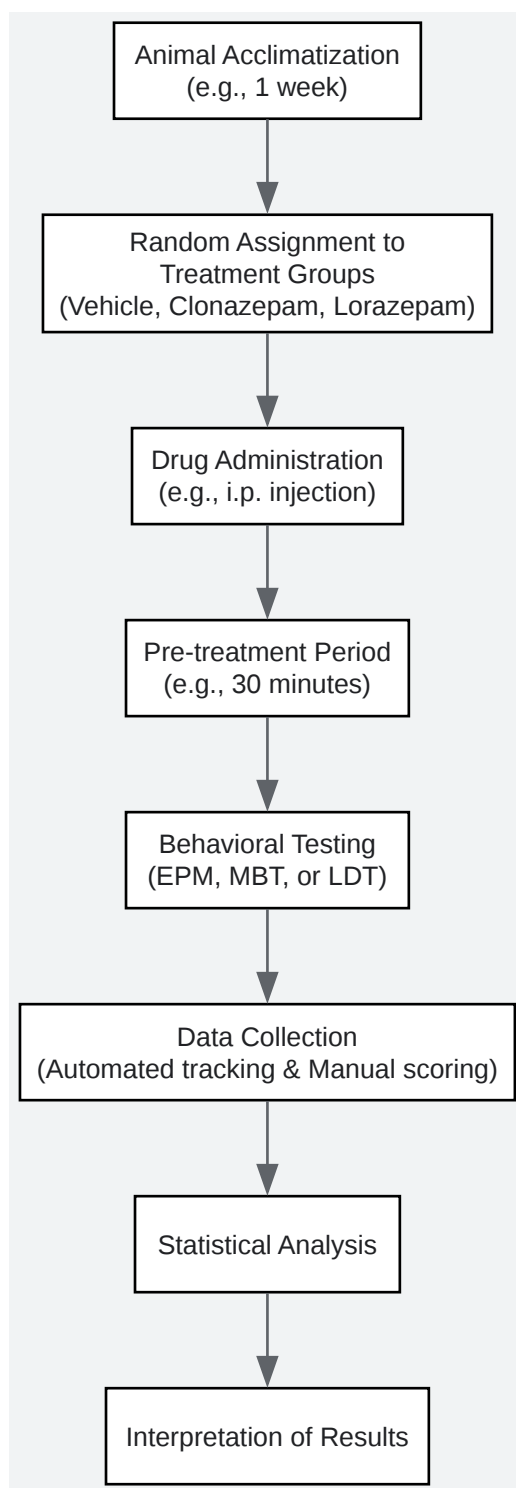 Animal Acclimatization
(e.g., 1 week)
Random Assignment to
Treatment Groups
(Vehicle, Clonazepam, Lorazepam)
Drug Administration
(e.g., i.p. injection)
Pre-treatment Period
(e.g., 30 minutes)
Behavioral Testing
(EPM, MBT, or LDT)
Data Collection
(Automated tracking & Manual scoring)
Statistical Analysis
Interpretation of Results